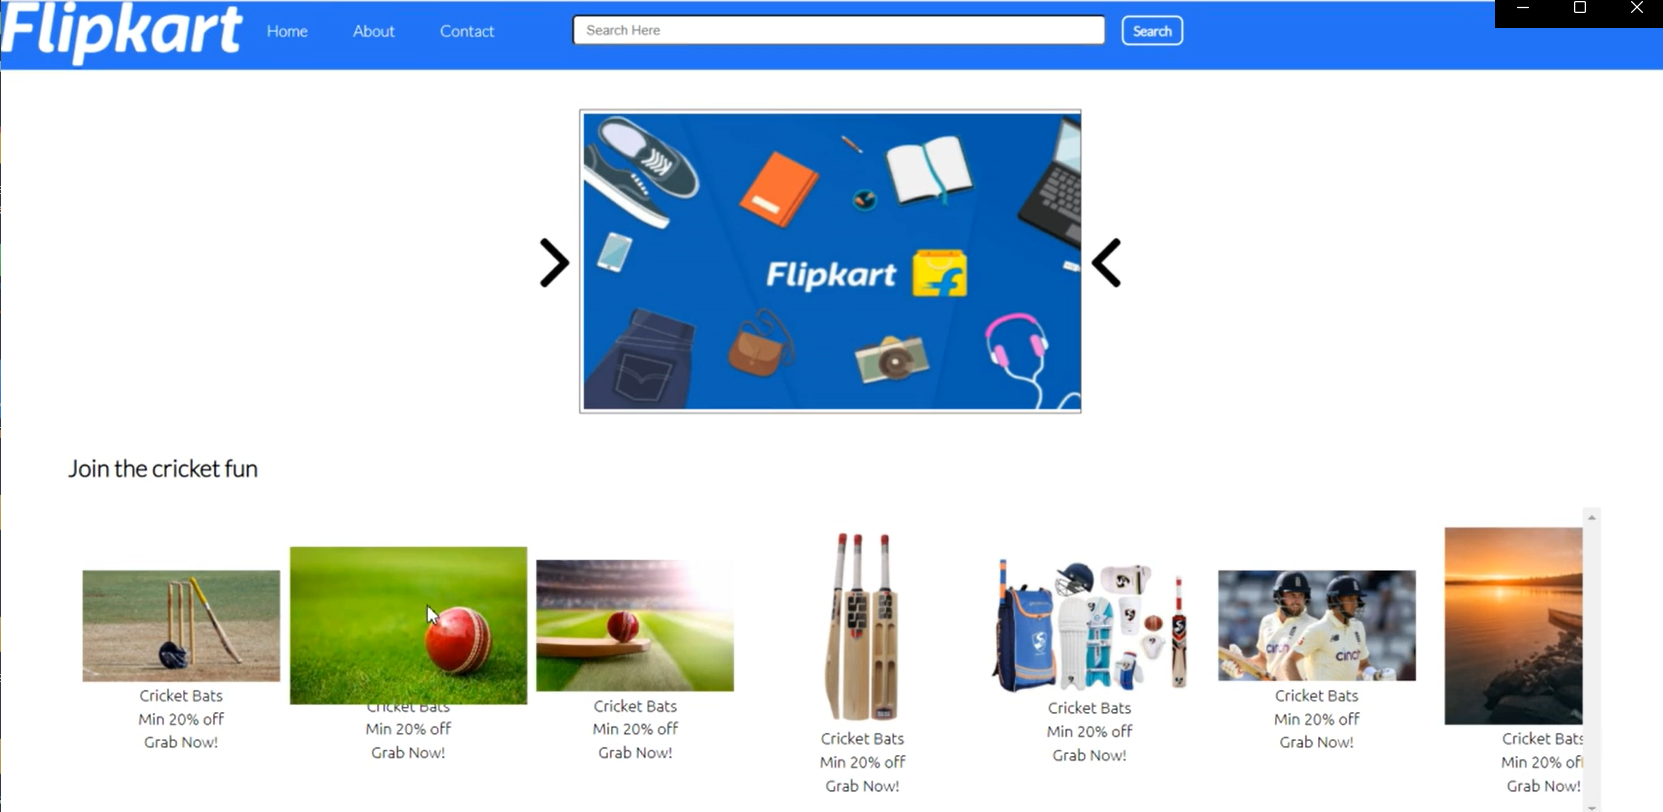 Flipkart
Home About Contact Search Here Search
Flipkart
Join the cricket fun
Cricket Bats
Min 20% off
Grab Now!
Cricket Bats
Min 20% off
Grab Now!
Cricket Bats
Min 20% off
Grab Now!
Cricket Bats
Min 20% off
Grab Now!
Cricket Bats
Min 20% off
Grab Now!
cinch
Cricket Bats
Min 20% off
Grab Now!
Cricket Bats
Min 20% off
Grab Now!